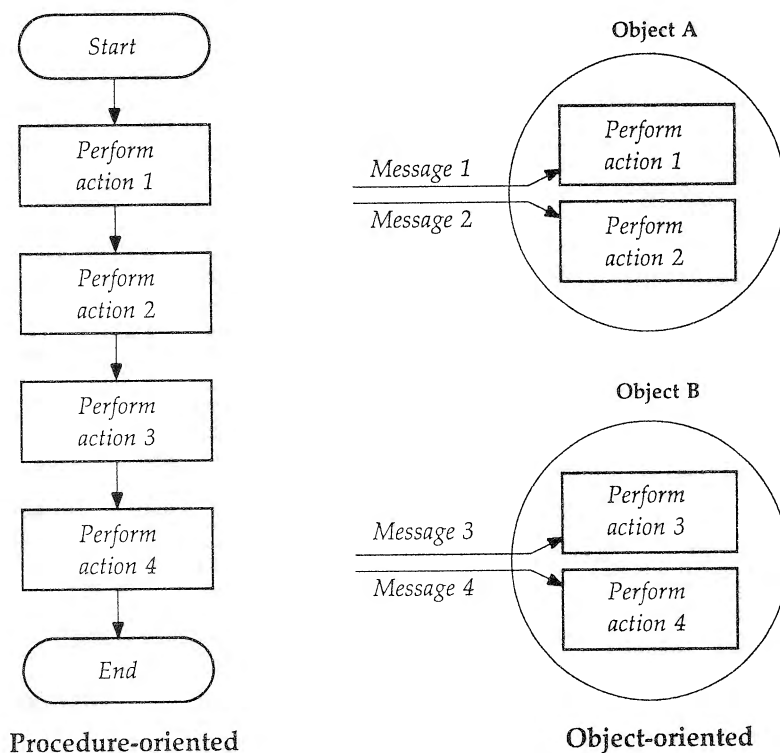 Start
Perform
action 1
Perform
action 2
Perform
action 3
Perform
action 4
End
Procedure-oriented
Object A
Message 1
Message 2
Perform
action 1
Perform
action 2
Object B
Message 3
Message 4
Perform
action 3
Perform
action 4
Object-oriented